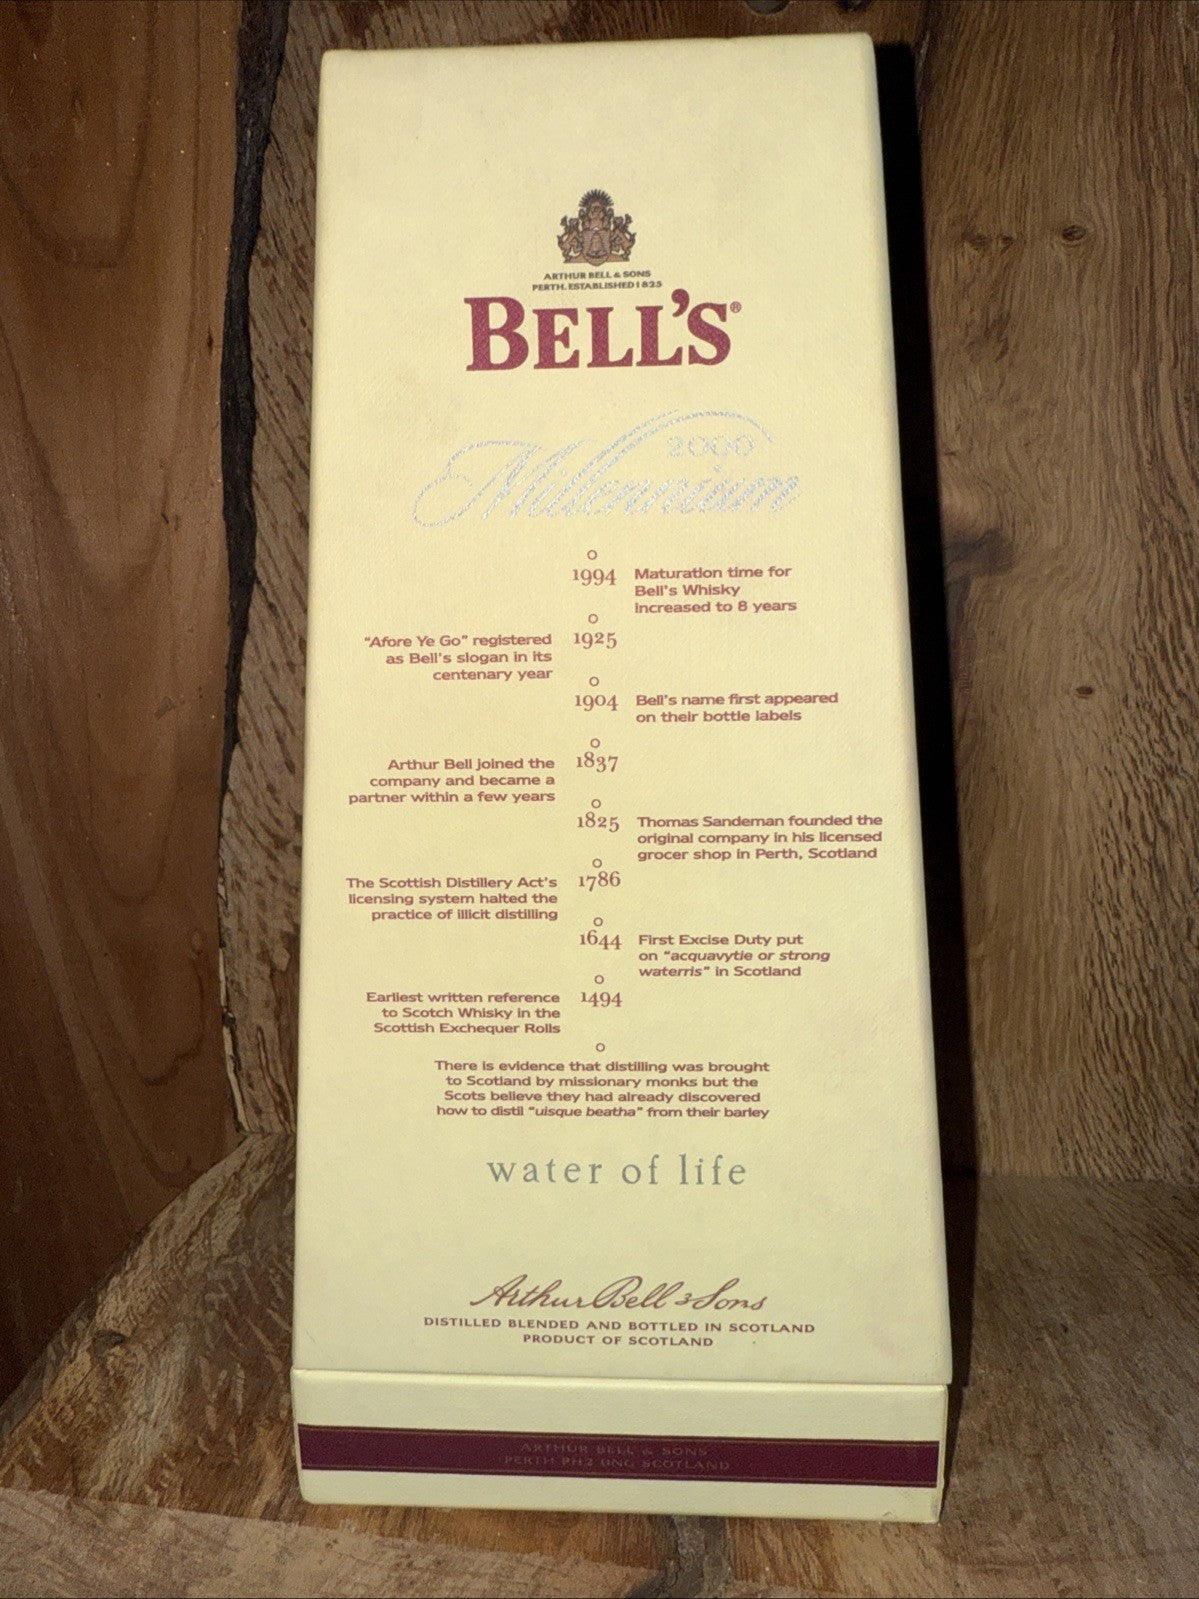 ARTHUR BELL & SONS
PERTH. ESTABLISHED 1825
BELL'S®
2000
Millennium
1994 Maturation time for
Bell's Whisky
increased to 8 years
"Afore Ye Go" registered 1925
as Bell's slogan in its
centenary year
1904 Bell's name first appeared
on their bottle labels
Arthur Bell joined the 1837
company and became a
partner within a few years
1825 Thomas Sandeman founded the
original company in his licensed
grocer shop in Perth, Scotland
The Scottish Distillery Act's 1786
licensing system halted the
practice of illicit distilling
1644 First Excise Duty put
on "acquavytie or strong
waterris" in Scotland
Earliest written reference 1494
to Scotch Whisky in the
Scottish Exchequer Rolls
There is evidence that distilling was brought
to Scotland by missionary monks but the
Scots believe they had already discovered
how to distil "uisque beatha" from their barley
water of life
Arthur Bell & Sons
DISTILLED BLENDED AND BOTTLED IN SCOTLAND
PRODUCT OF SCOTLAND
ARTHUR BELL & SONS
PERTH PH2 0NG SCOTLAND